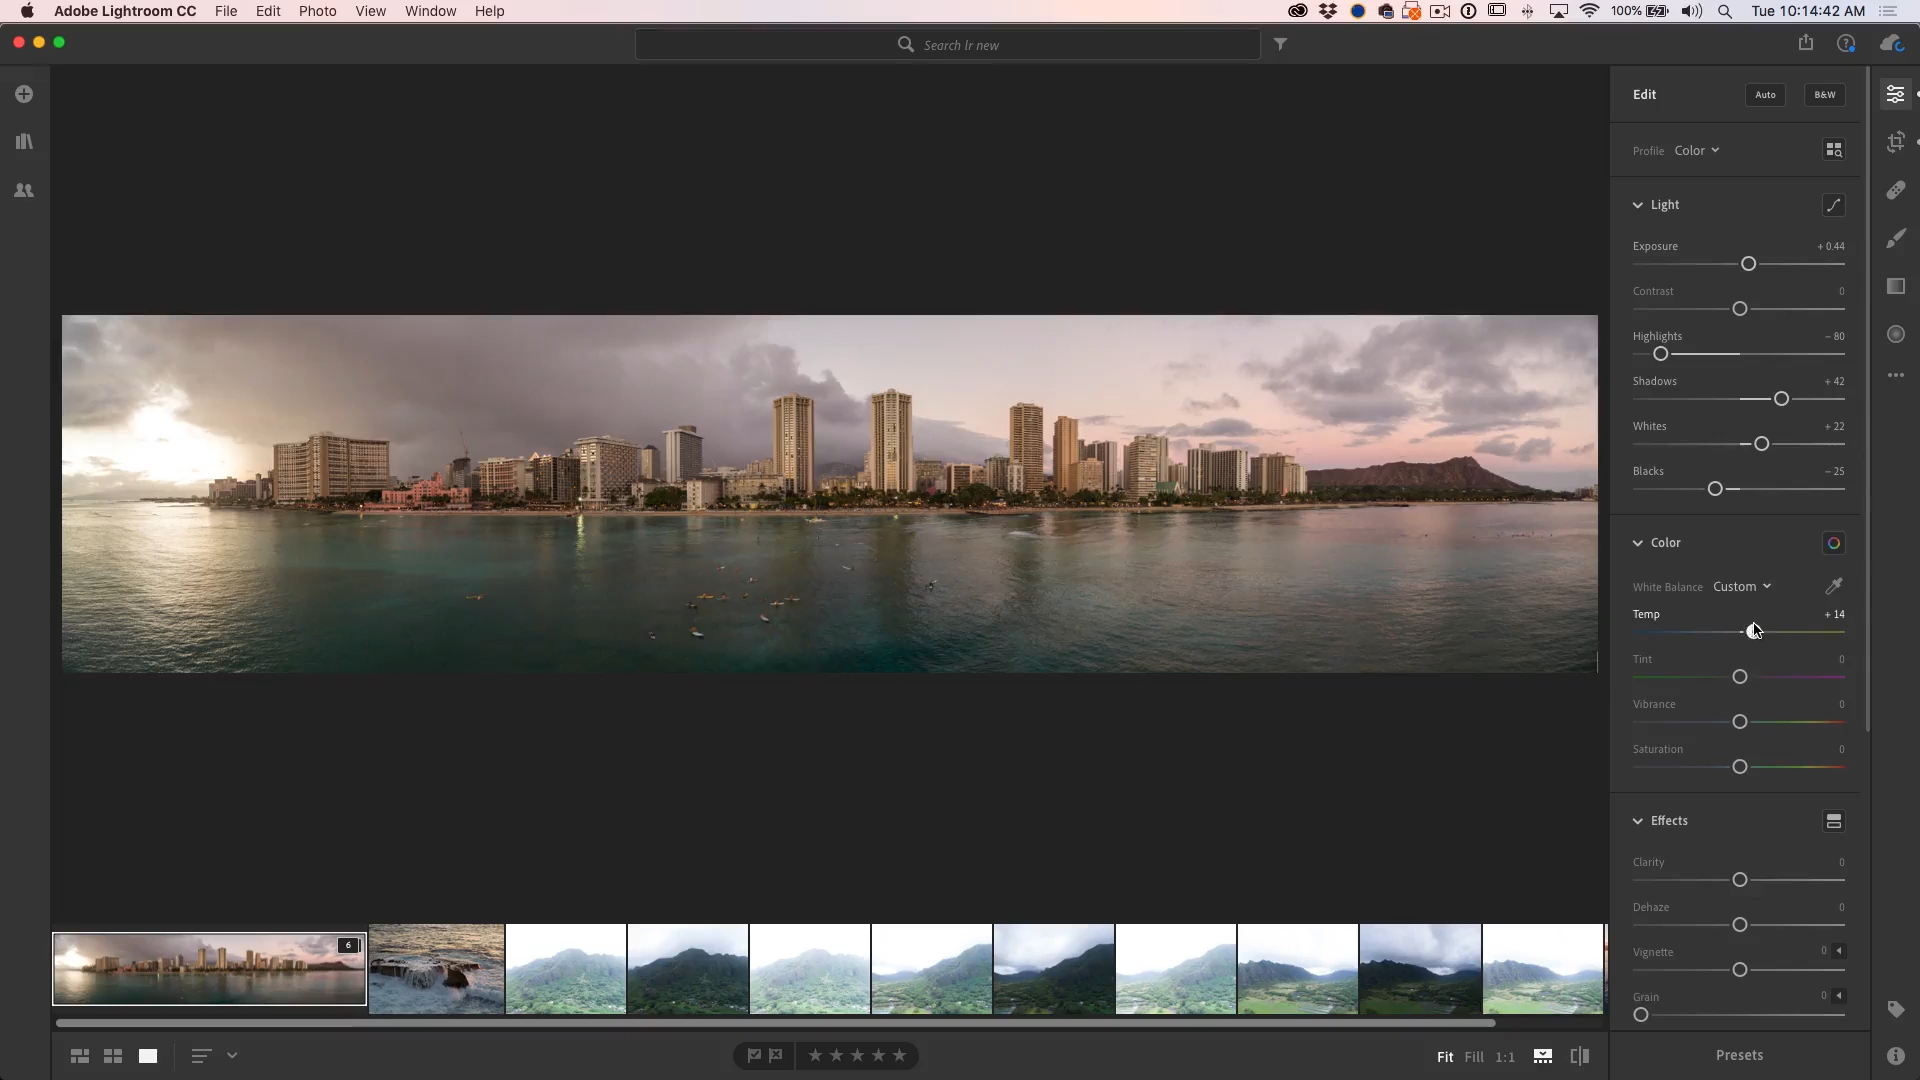 Adobe Lightroom CC File Edit Photo View Window Help 100% Tue 10:14:42 AM
Search lr new
Edit Auto B&W
Profile Color
Light
Exposure + 0.44
Contrast 0
Highlights – 80
Shadows + 42
Whites + 22
Blacks – 25
Color
White Balance Custom
Temp + 14
Tint 0
Vibrance 0
Saturation 0
Effects
Clarity 0
Dehaze 0
Vignette 0
Grain 0
6
Fit Fill 1:1
Presets